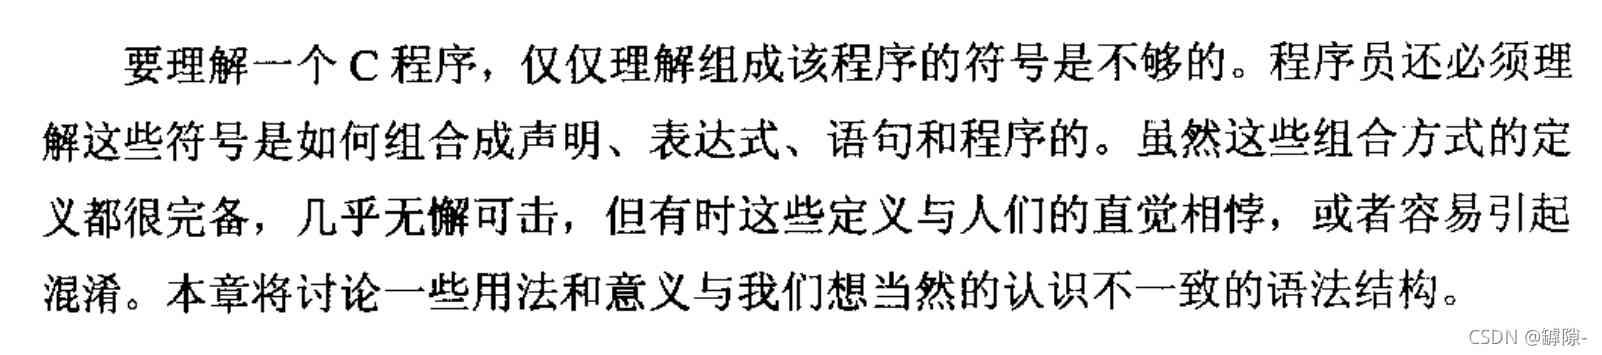 要理解一个 C 程序，仅仅理解组成该程序的符号是不够的。程序员还必须理
解这些符号是如何组合成声明、表达式、语句和程序的。虽然这些组合方式的定
义都很完备，几乎无懈可击，但有时这些定义与人们的直觉相悖，或者容易引起
混淆。本章将讨论一些用法和意义与我们想当然的认识不一致的语法结构。
CSDN @罅隙-